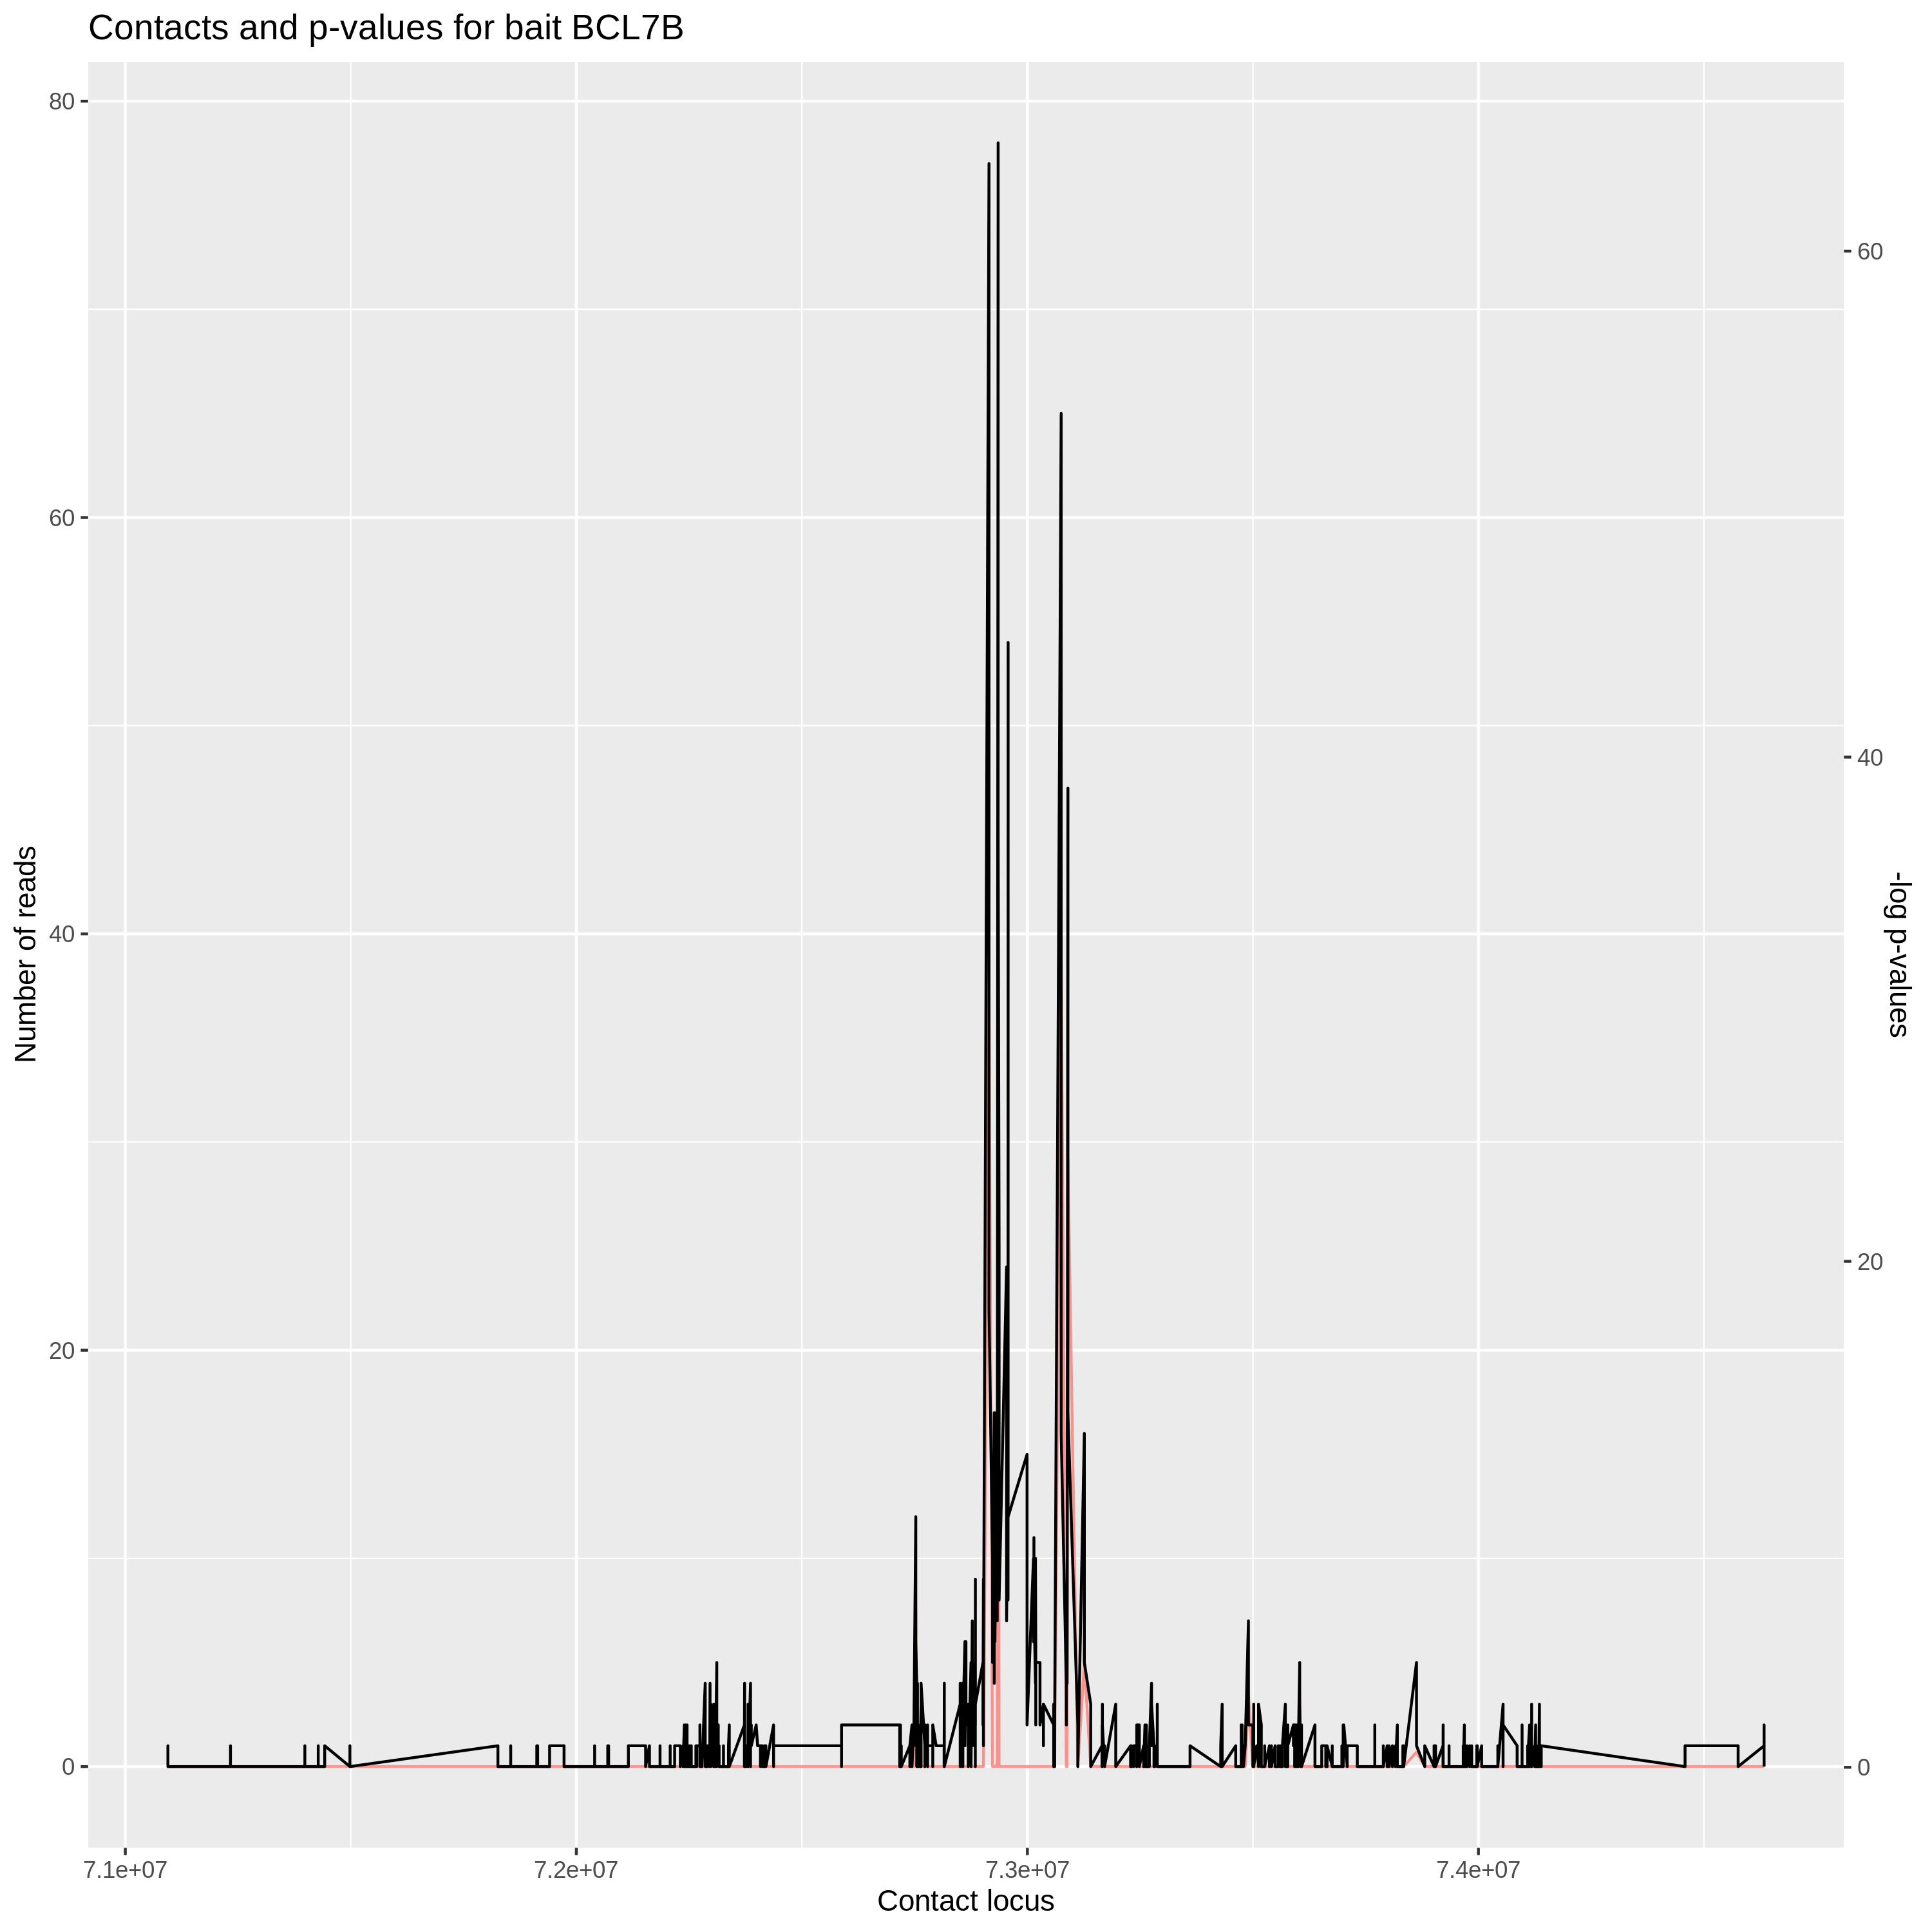 Contacts and p-values for bait BCL7B
80
60
40
20
0
Number of reads
60
40
20
0
-log p-values
7.1e+07
7.2e+07
7.3e+07
7.4e+07
Contact locus